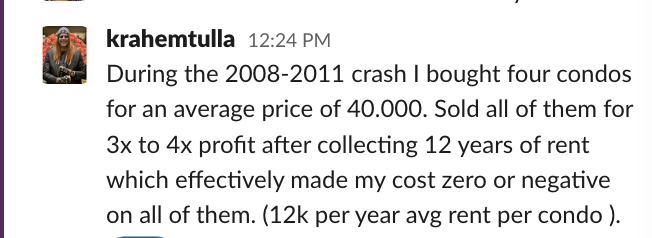 krahemtulla 12:24 PM
During the 2008-2011 crash I bought four condos
for an average price of 40.000. Sold all of them for
3x to 4x profit after collecting 12 years of rent
which effectively made my cost zero or negative
on all of them. (12k per year avg rent per condo ).